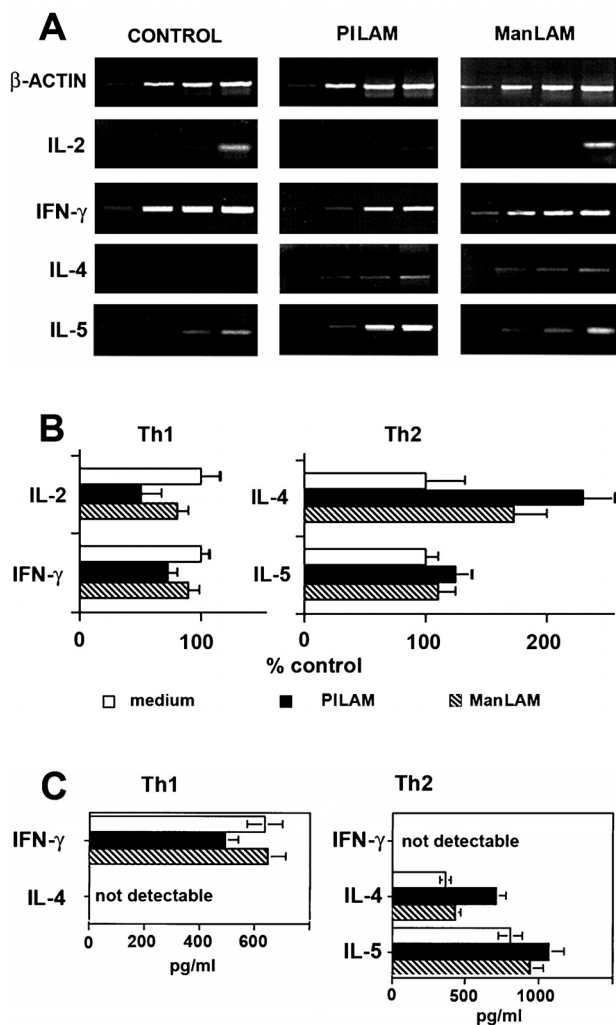 A
CONTROL PILAM ManLAM
β-ACTIN
IL-2
IFN-γ
IL-4
IL-5
B
Th1 Th2
IL-2 IL-4
IFN-γ IL-5
0 100 0 100 200
% control
medium PILAM ManLAM
C
Th1 Th2
IFN-γ IFN-γ not detectable
IL-4 not detectable IL-4
IL-5
0 200 400 600 0 500 1000
pg/ml pg/ml